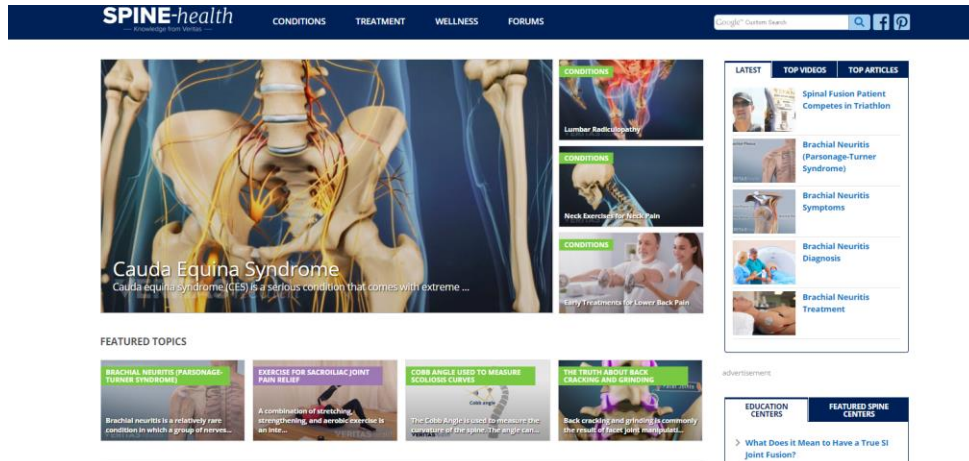 SPINE-health
Knowledge from Veritas
CONDITIONS
TREATMENT
WELLNESS
FORUMS
Google Custom Search
CONDITIONS
Lumbar Radiculopathy
CONDITIONS
Neck Exercises for Neck Pain
CONDITIONS
Early Treatments for Lower Back Pain
Cauda Equina Syndrome
Cauda equina syndrome (CES) is a serious condition that comes with extreme ...
LATEST
TOP VIDEOS
TOP ARTICLES
Spinal Fusion Patient
Competes in Triathlon
Brachial Neuritis
(Parsonage-Turner
Syndrome)
Brachial Neuritis
Symptoms
Brachial Neuritis
Diagnosis
Brachial Neuritis
Treatment
FEATURED TOPICS
BRACHIAL NEURITIS (PARSONAGE-
TURNER SYNDROME)
Brachial neuritis is a relatively rare
condition in which a group of nerves...
EXERCISE FOR SACROILIAC JOINT
PAIN RELIEF
A combination of stretching,
strengthening, and aerobic exercise is
an inte...
COBB ANGLE USED TO MEASURE
SCOLIOSIS CURVES
Cobb angle
The Cobb Angle is used to measure the
curvature of the spine. The angle can...
VERITAS
THE TRUTH ABOUT BACK
CRACKING AND GRINDING
Back cracking and grinding is commonly
the result of facet joint manipulati...
advertisement
EDUCATION
CENTERS
FEATURED SPINE
CENTERS
What Does it Mean to Have a True SI
Joint Fusion?